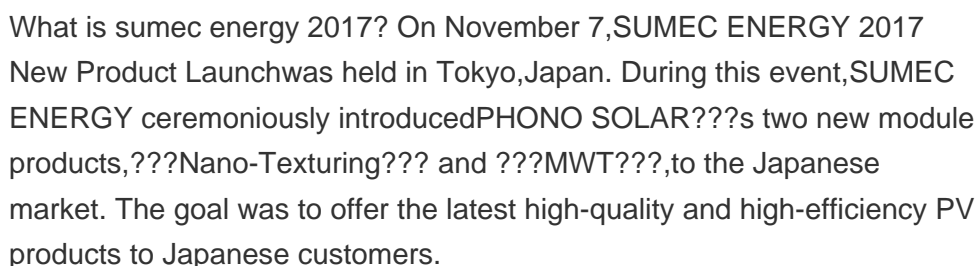 What is sumec energy 2017? On November 7,SUMEC ENERGY 2017
New Product Launchwas held in Tokyo,Japan. During this event,SUMEC
ENERGY ceremoniously introducedPHONO SOLAR???s two new module
products,???Nano-Texturing??? and ???MWT???,to the Japanese
market. The goal was to offer the latest high-quality and high-efficiency PV
products to Japanese customers.